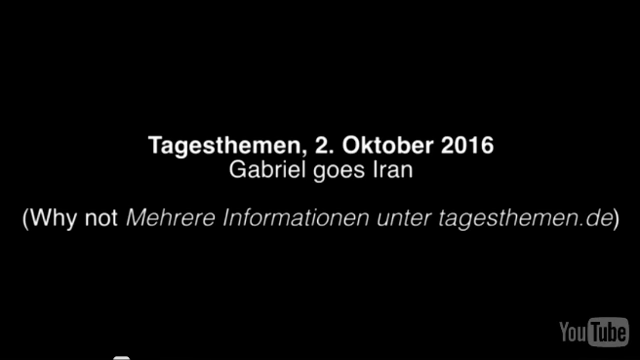 Tagesthemen, 2. Oktober 2016
Gabriel goes Iran
(Why not Mehrere Informationen unter tagesthemen.de)
YouTube